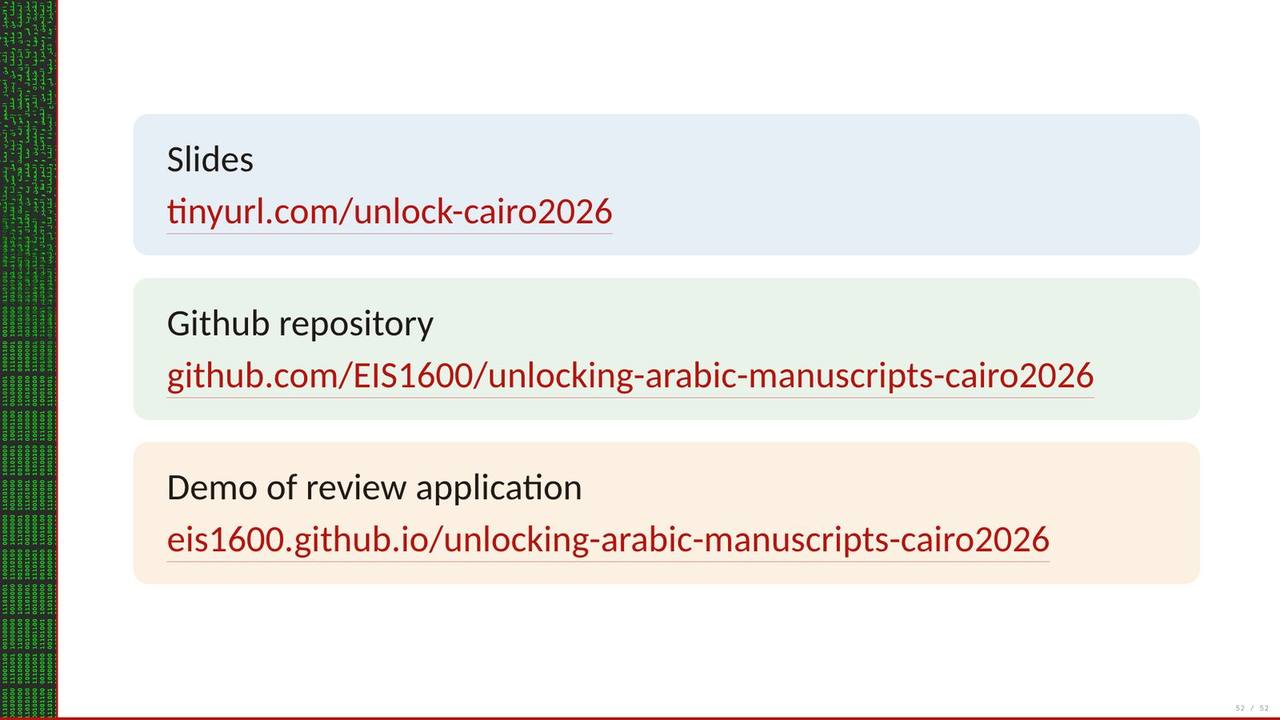 Slides
tinyurl.com/unlock-cairo2026
Github repository
github.com/EIS1600/unlocking-arabic-manuscripts-cairo2026
Demo of review application
eis1600.github.io/unlocking-arabic-manuscripts-cairo2026
52 / 52